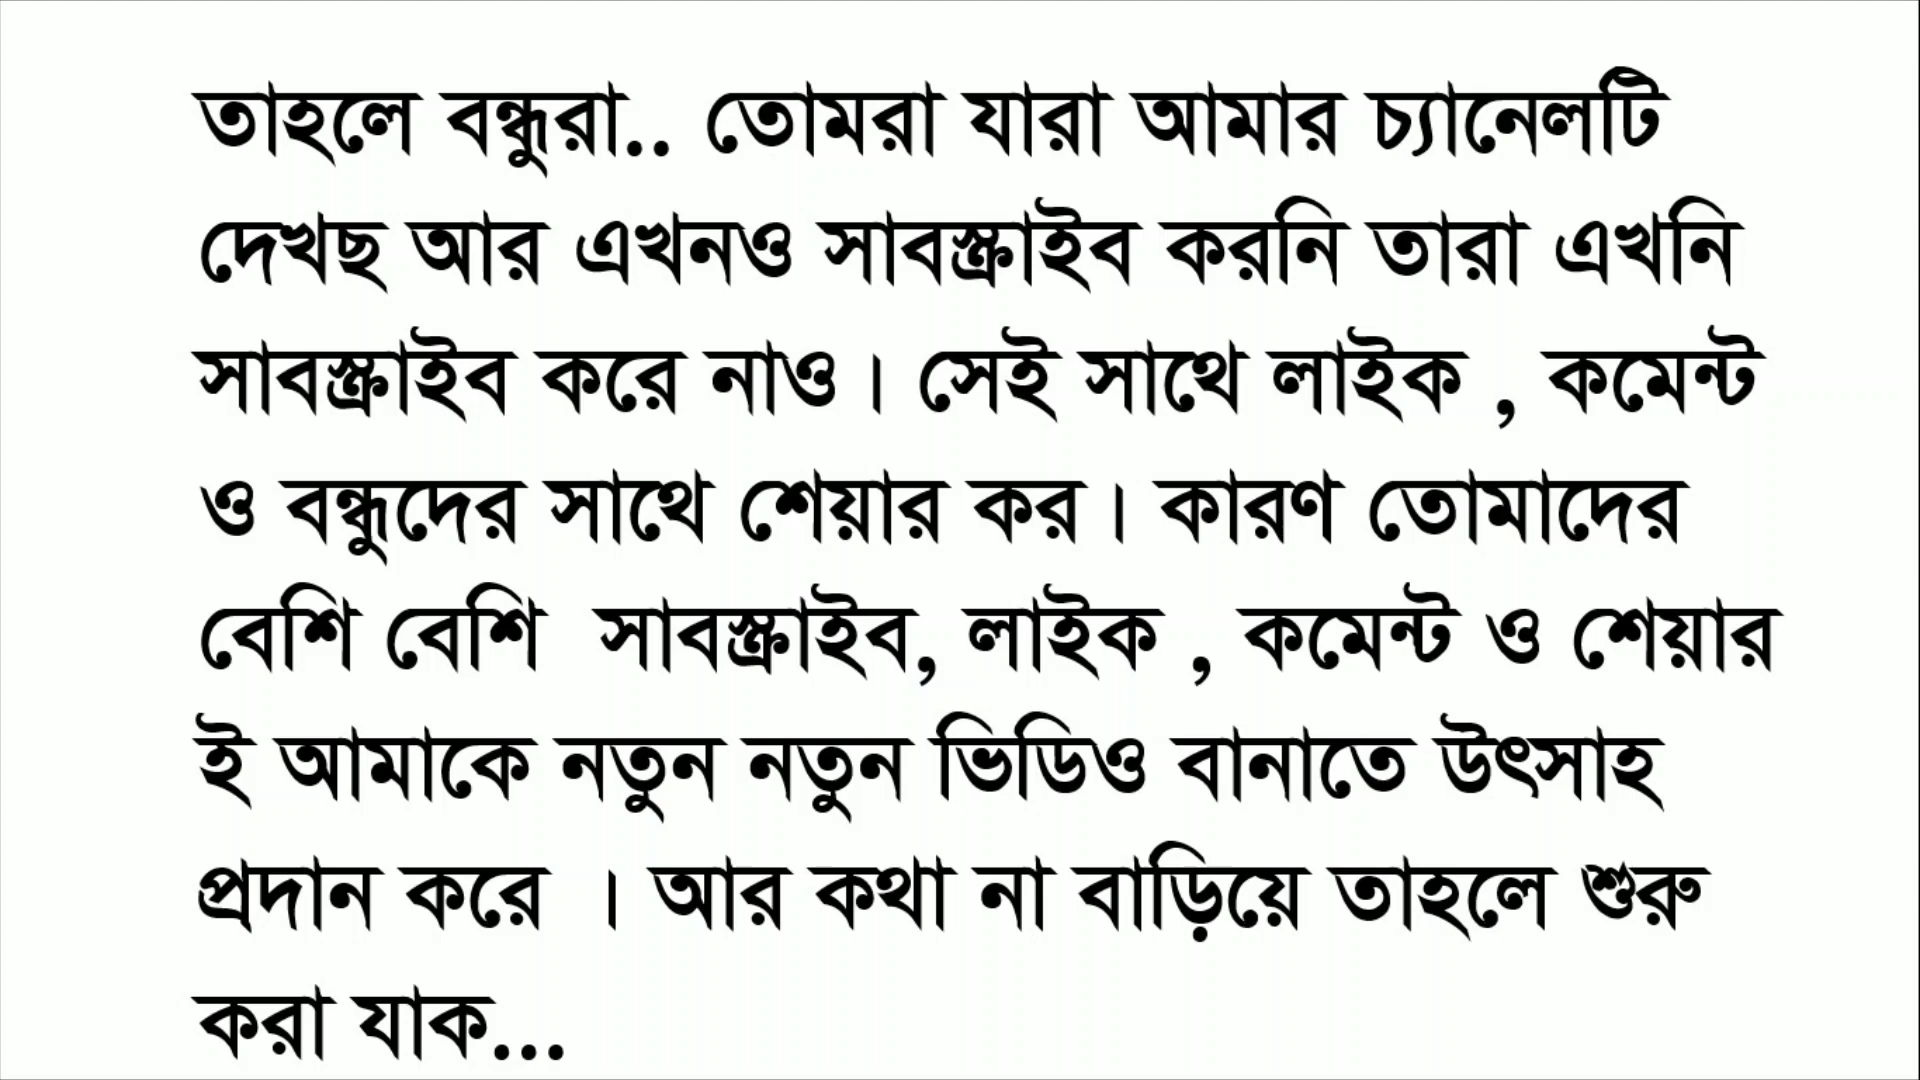 তাহলে বন্ধুরা.. তোমরা যারা আমার চ্যানেলটি
দেখছ আর এখনও সাবস্ক্রাইব করনি তারা এখনি
সাবস্ক্রাইব করে নাও। সেই সাথে লাইক , কমেন্ট
ও বন্ধুদের সাথে শেয়ার কর। কারণ তোমাদের
বেশি বেশি  সাবস্ক্রাইব, লাইক , কমেন্ট ও শেয়ার
ই আমাকে নতুন নতুন ভিডিও বানাতে উৎসাহ
প্রদান করে । আর কথা না বাড়িয়ে তাহলে শুরু
করা যাক...